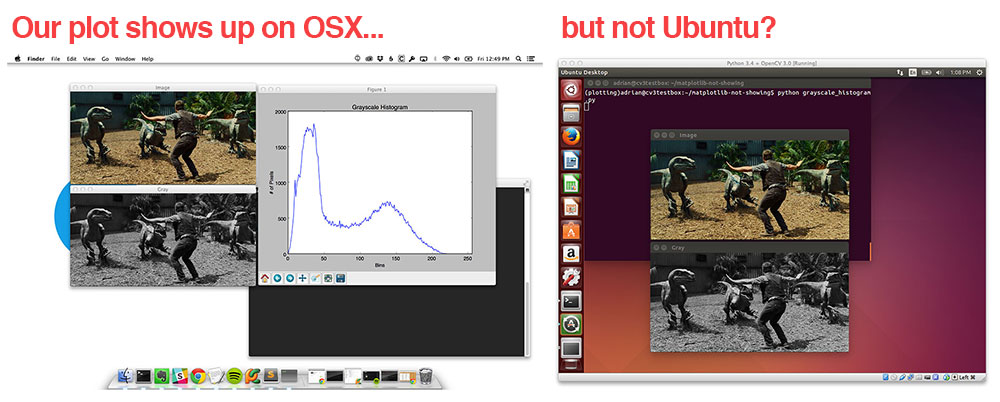 Our plot shows up on OSX...
but not Ubuntu?
Finder File Edit View Go Window Help
Fri 12:49 PM
Image
Gray
Figure 1
Grayscale Histogram
# of Pixels
2000
1500
1000
500
0
0 50 100 150 200 250
Bins
Python 3.4 + OpenCV 3.0 [Running]
Ubuntu Desktop
En
1:08 PM
adrian@cv3testbox: ~/matplotlib-not-showing
(plotting)adrian@cv3testbox:~/matplotlib-not-showing$ python grayscale_histogram
.py
Image
Gray
Left ⌘